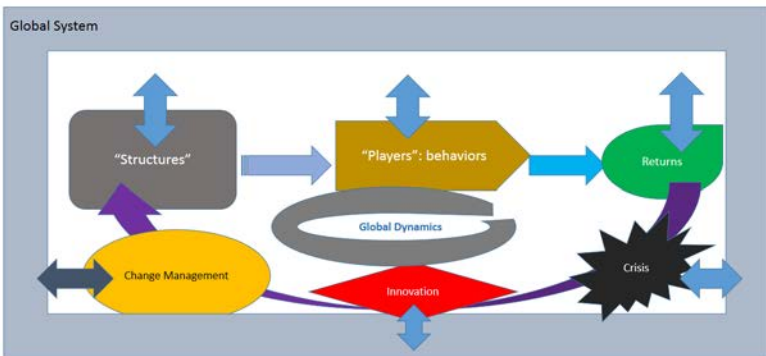 Global System
“Structures”
“Players”: behaviors
Returns
Global Dynamics
Change Management
Innovation
Crisis